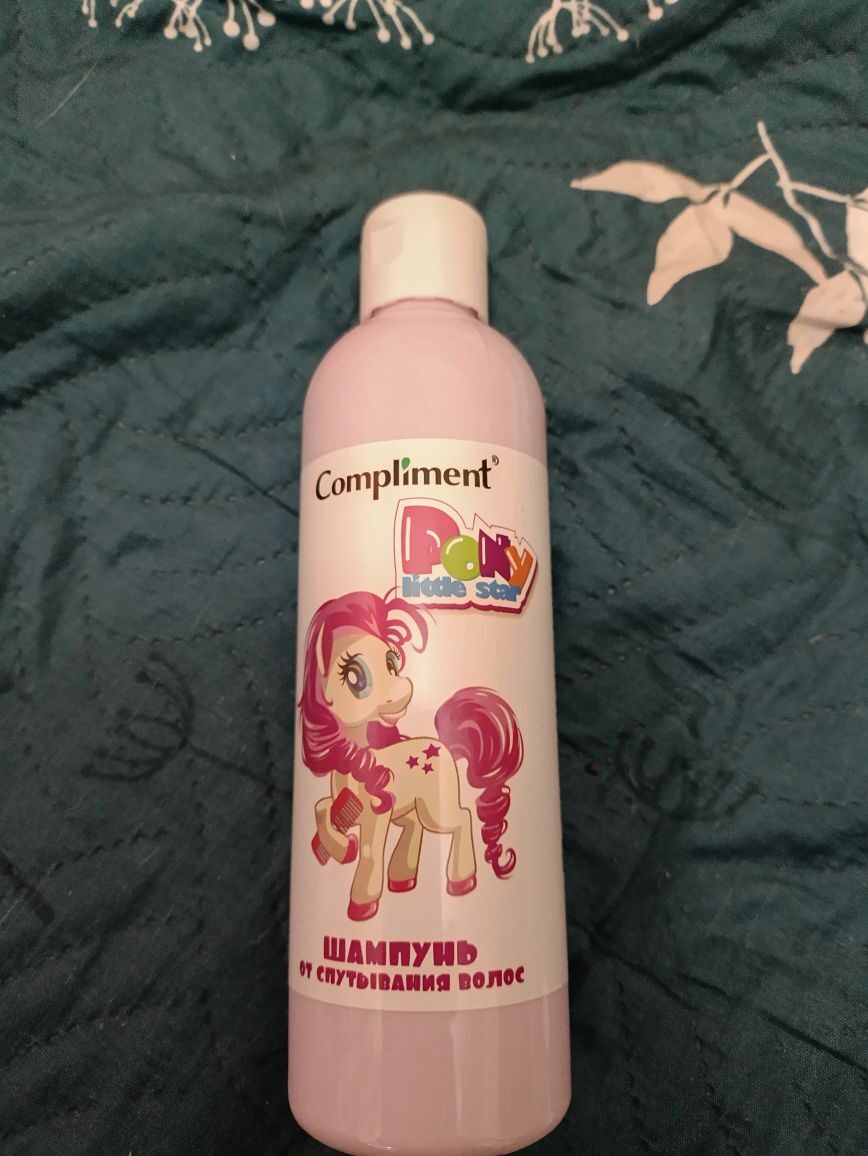 Compliment®
Pony
little star
ШАМПУНЬ
ОТ СПУТЫВАНИЯ ВОЛОС